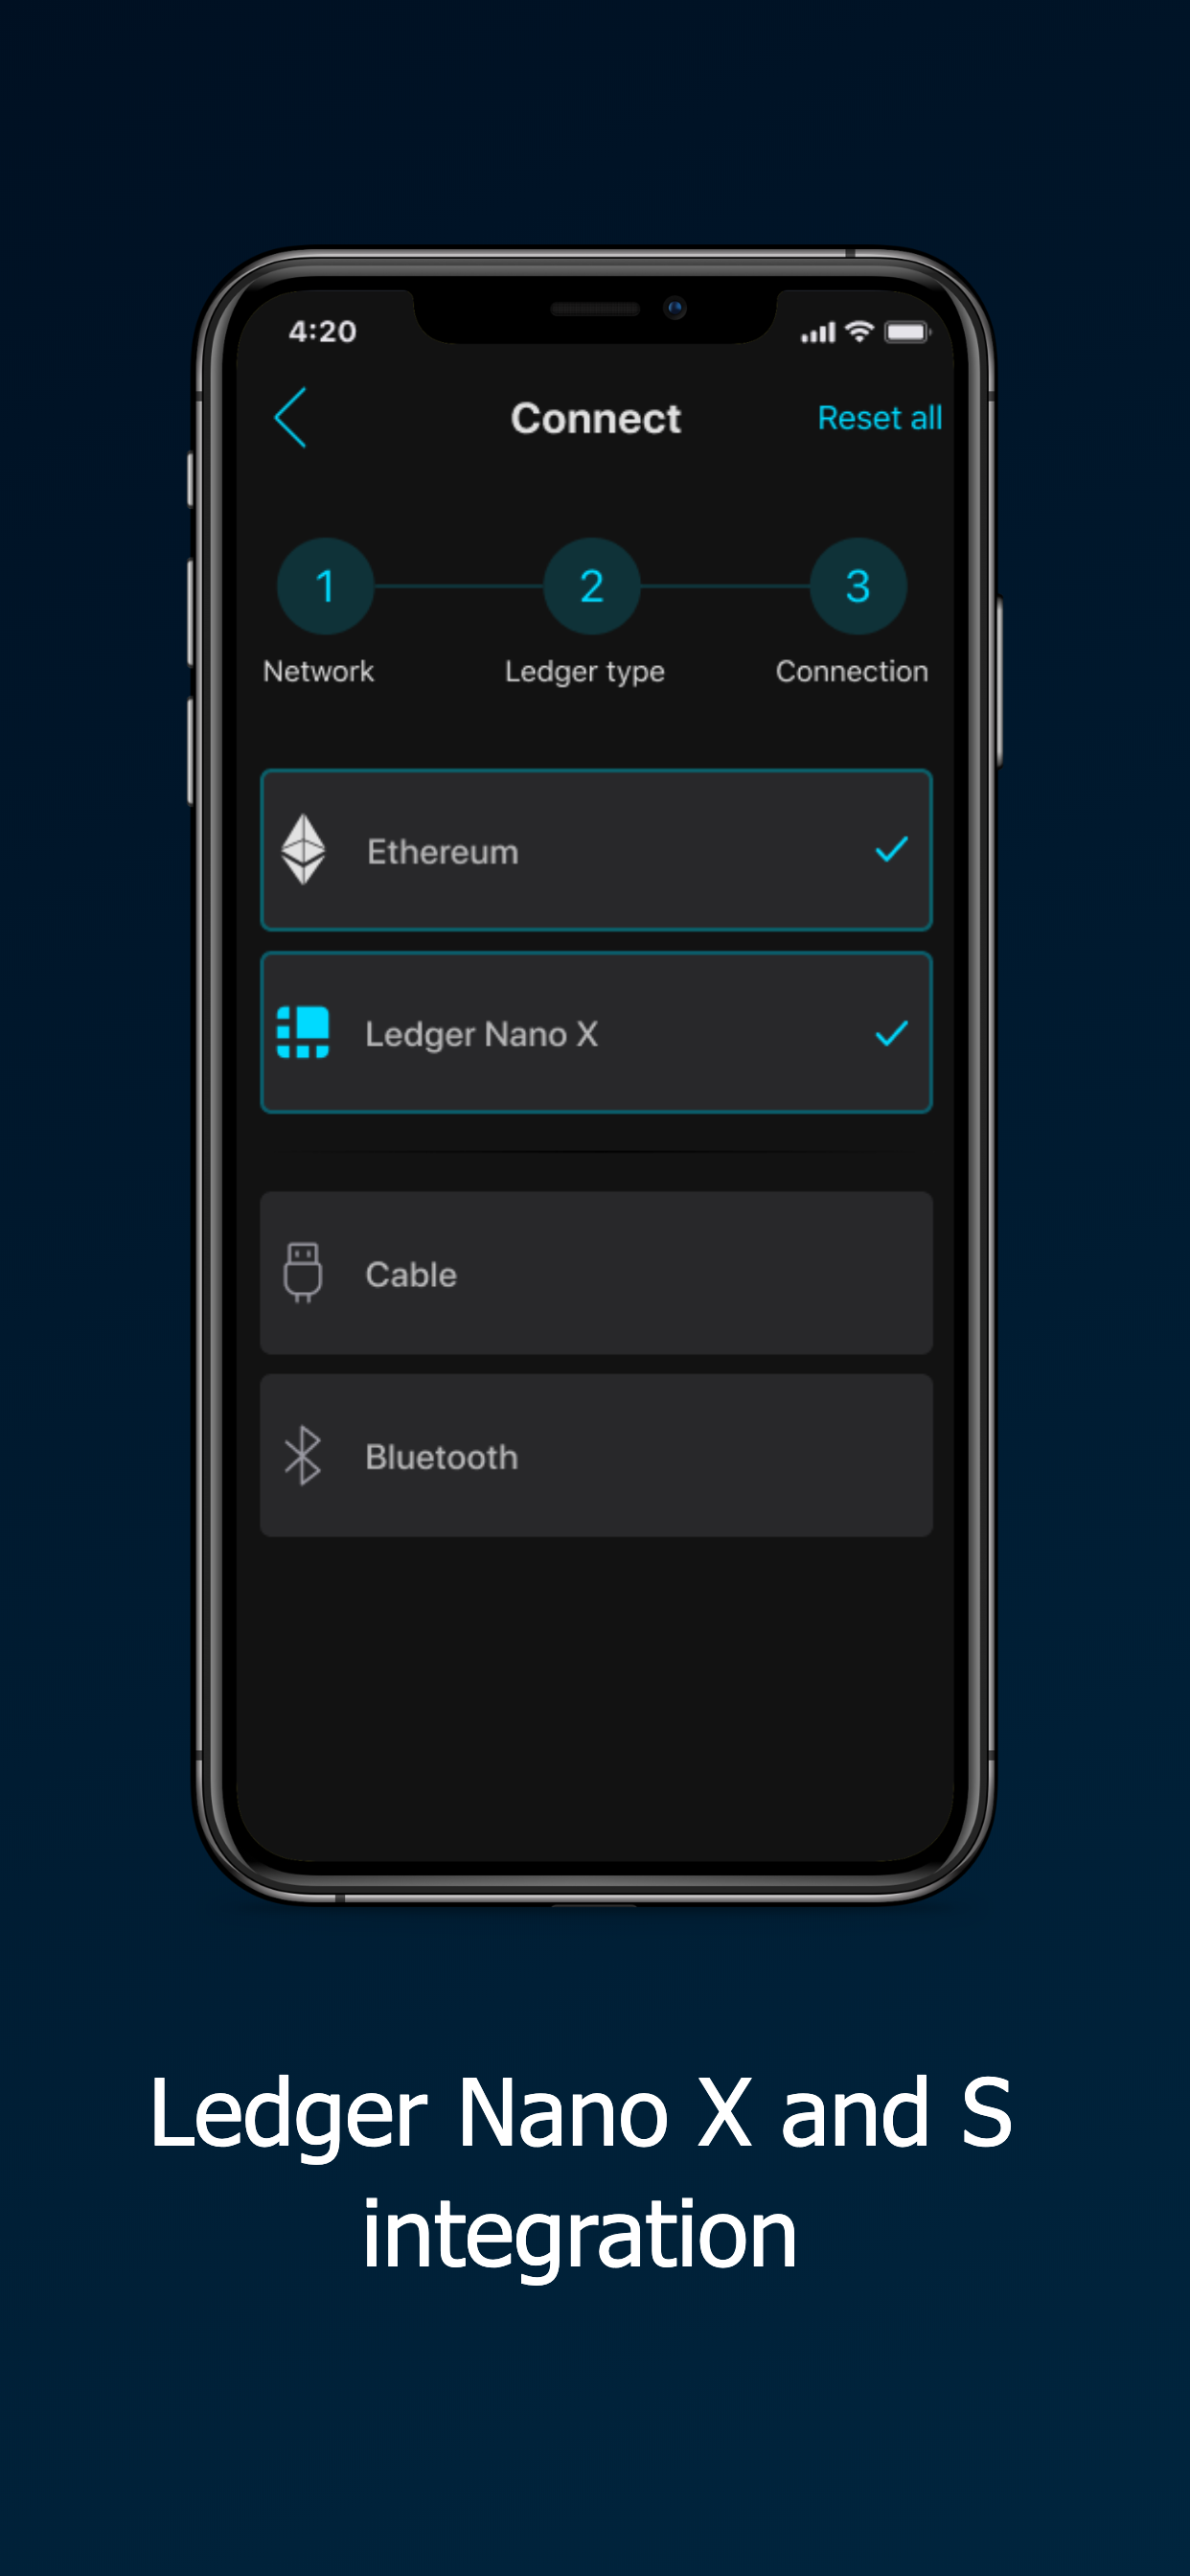 4:20
Connect
Reset all
1
2
3
Network
Ledger type
Connection
Ethereum
Ledger Nano X
Cable
Bluetooth
Ledger Nano X and S
integration